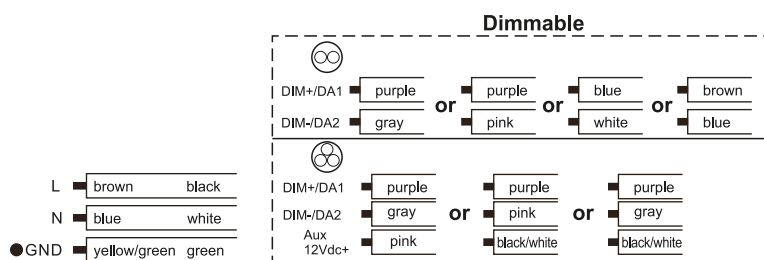 Dimmable
DIM+/DA1 purple or purple or blue or brown
DIM-/DA2 gray pink white blue
L brown black
N blue white
GND yellow/green green
DIM+/DA1 purple purple purple
DIM-/DA2 gray or pink or gray
Aux
12Vdc+ pink black/white black/white